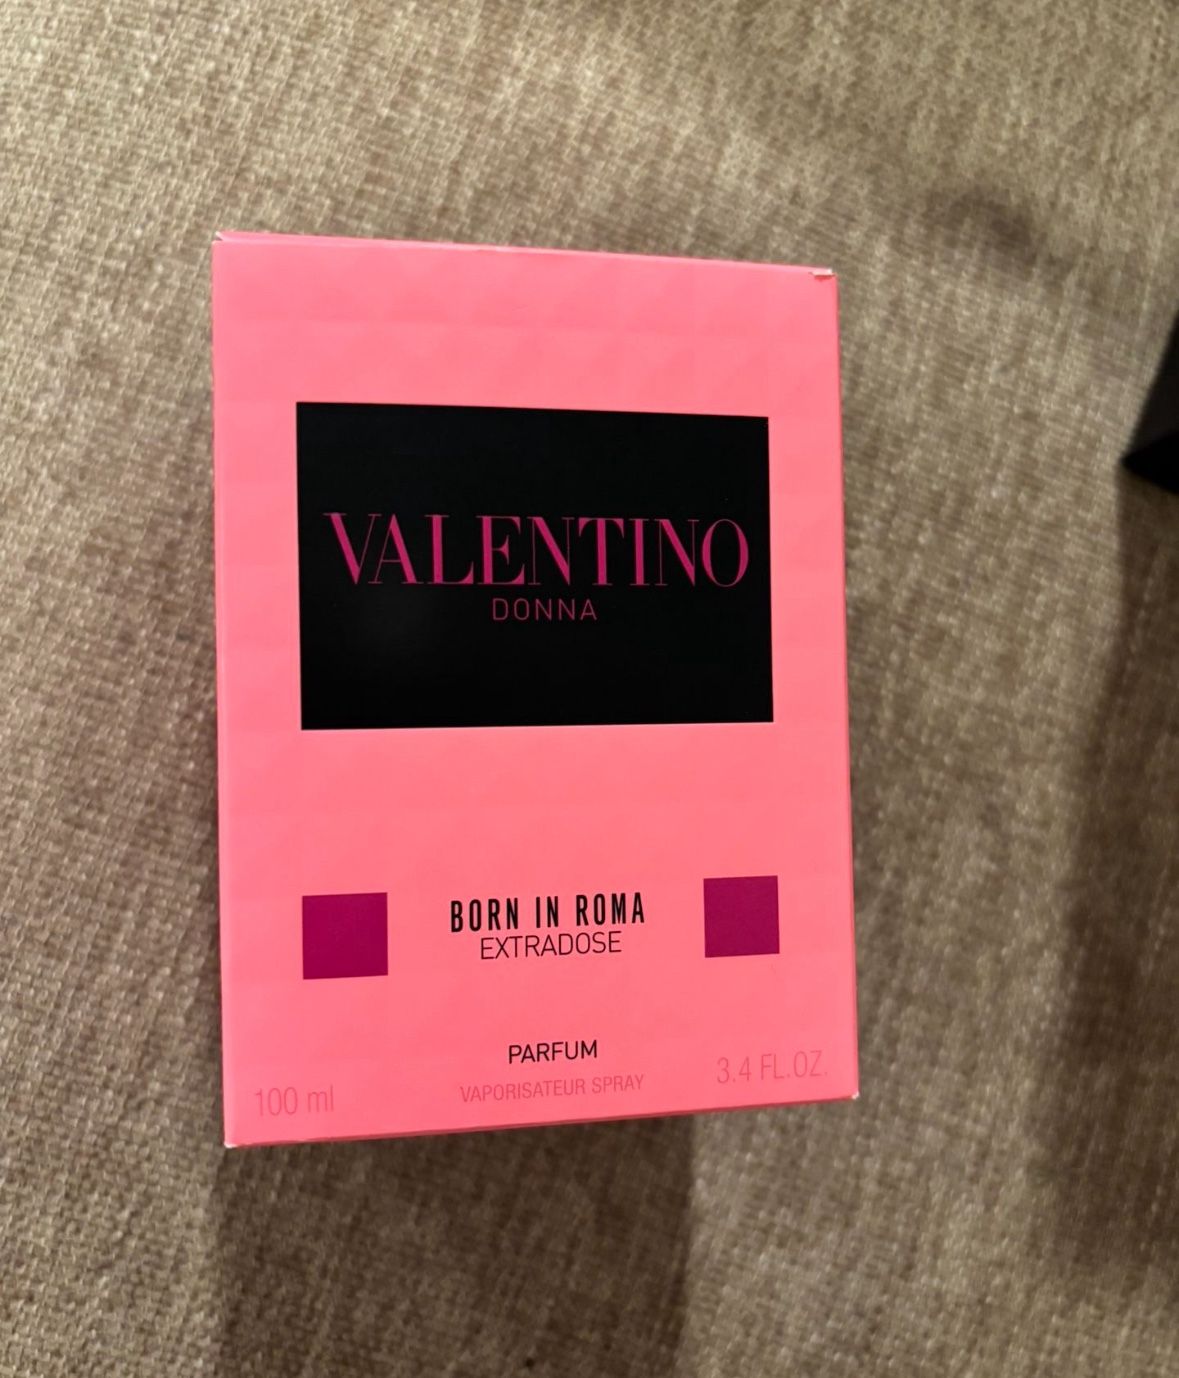 VALENTINO
DONNA
BORN IN ROMA
EXTRADOSE
PARFUM
VAPORISATEUR SPRAY
100 ml
3.4 FL.OZ.